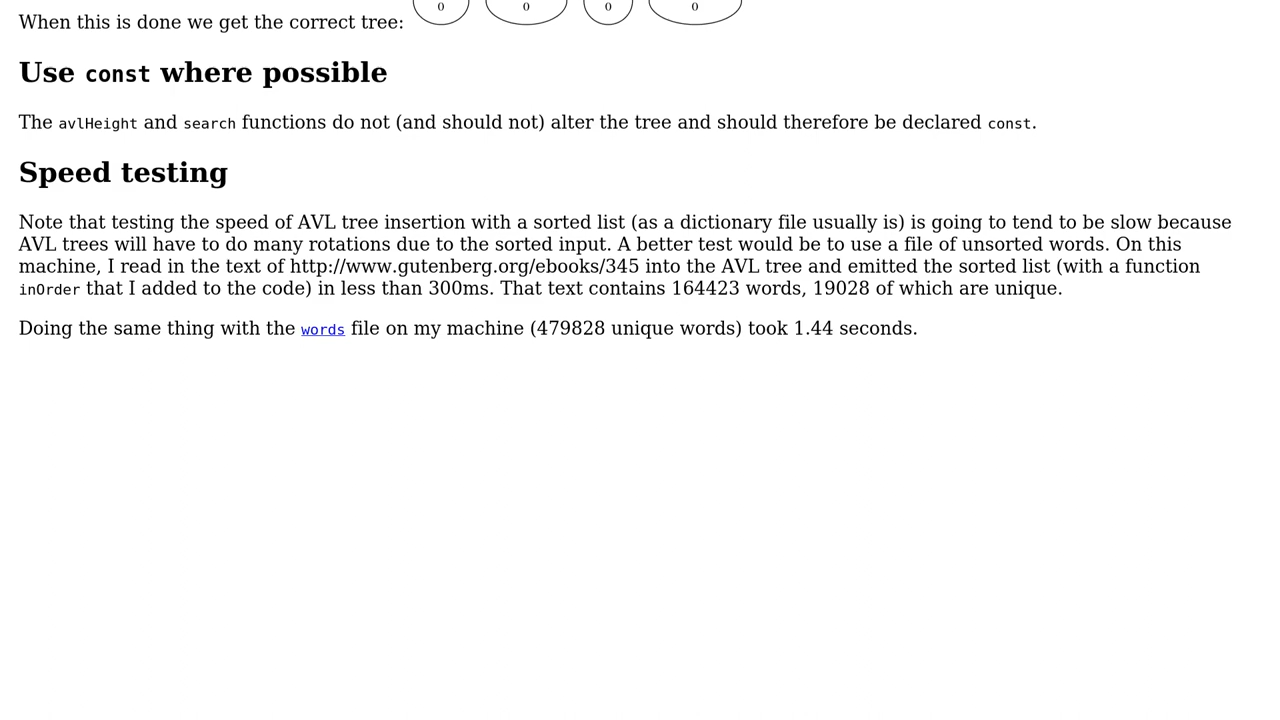 0 0 0 0
When this is done we get the correct tree:
Use const where possible
The avlHeight and search functions do not (and should not) alter the tree and should therefore be declared const.
Speed testing
Note that testing the speed of AVL tree insertion with a sorted list (as a dictionary file usually is) is going to tend to be slow because
AVL trees will have to do many rotations due to the sorted input. A better test would be to use a file of unsorted words. On this
machine, I read in the text of http://www.gutenberg.org/ebooks/345 into the AVL tree and emitted the sorted list (with a function
inOrder that I added to the code) in less than 300ms. That text contains 164423 words, 19028 of which are unique.
Doing the same thing with the words file on my machine (479828 unique words) took 1.44 seconds.